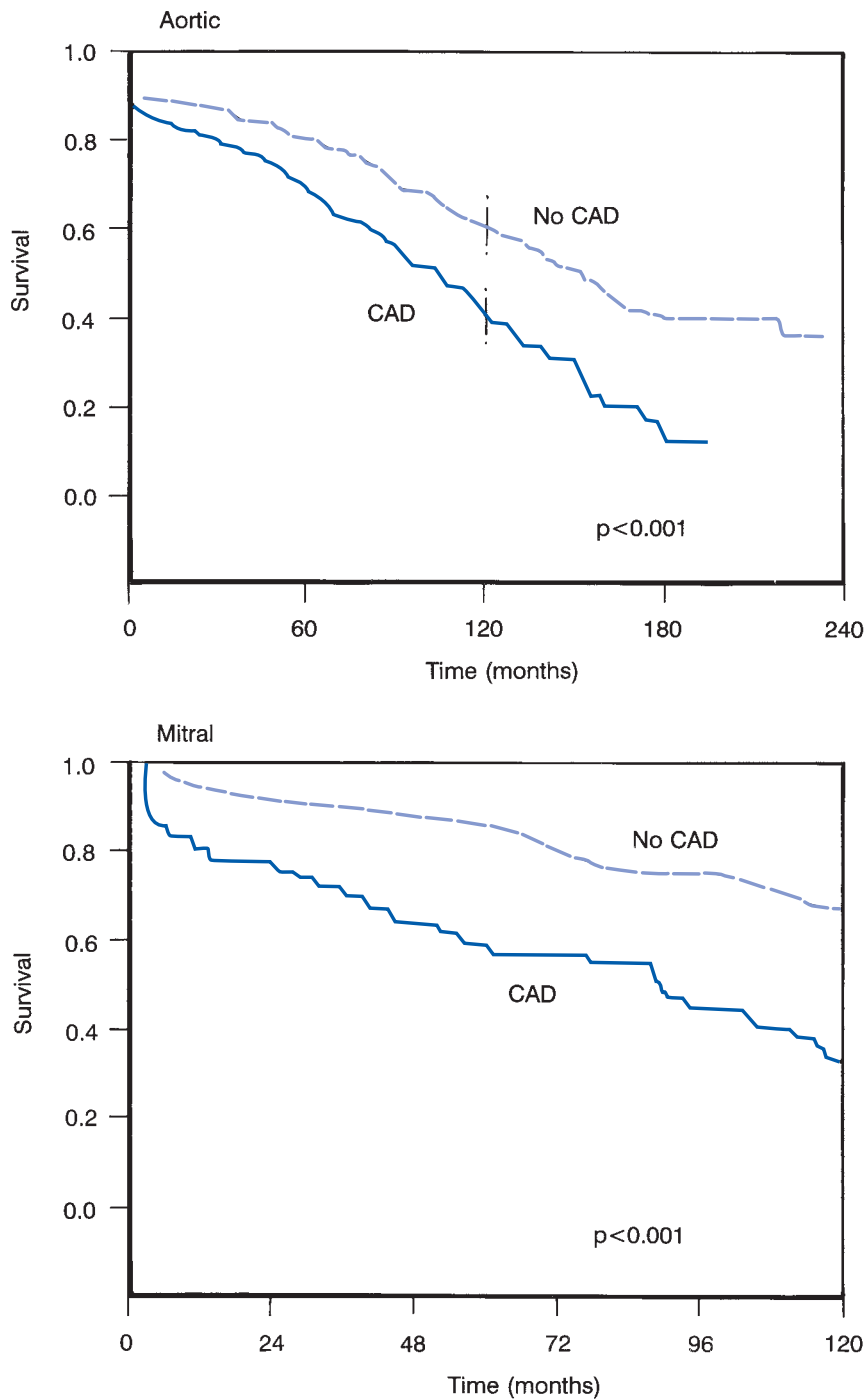 Aortic
1.0
0.8
0.6
0.4
0.2
0.0
Survival
No CAD
CAD
p<0.001
0 60 120 180 240
Time (months)
Mitral
1.0
0.8
0.6
0.4
0.2
0.0
Survival
No CAD
CAD
p<0.001
0 24 48 72 96 120
Time (months)